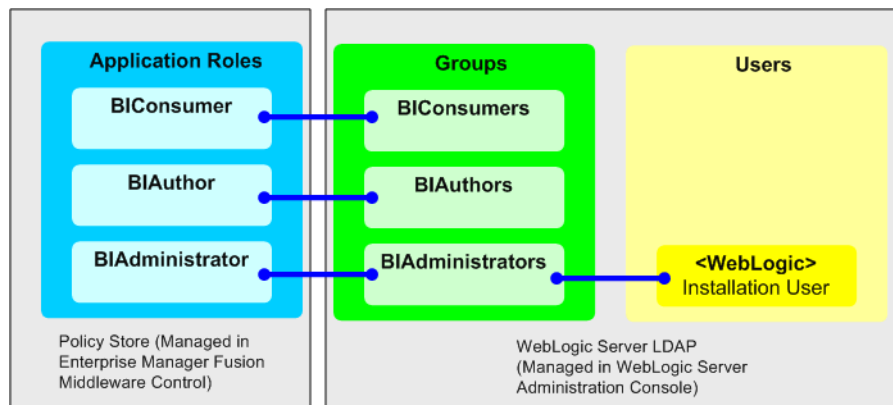 Application Roles
BIConsumer
BIAuthor
BIAdministrator
Policy Store (Managed in
Enterprise Manager Fusion
Middleware Control)
Groups
BIConsumers
BIAuthors
BIAdministrators
Users
<WebLogic>
Installation User
WebLogic Server LDAP
(Managed in WebLogic Server
Administration Console)